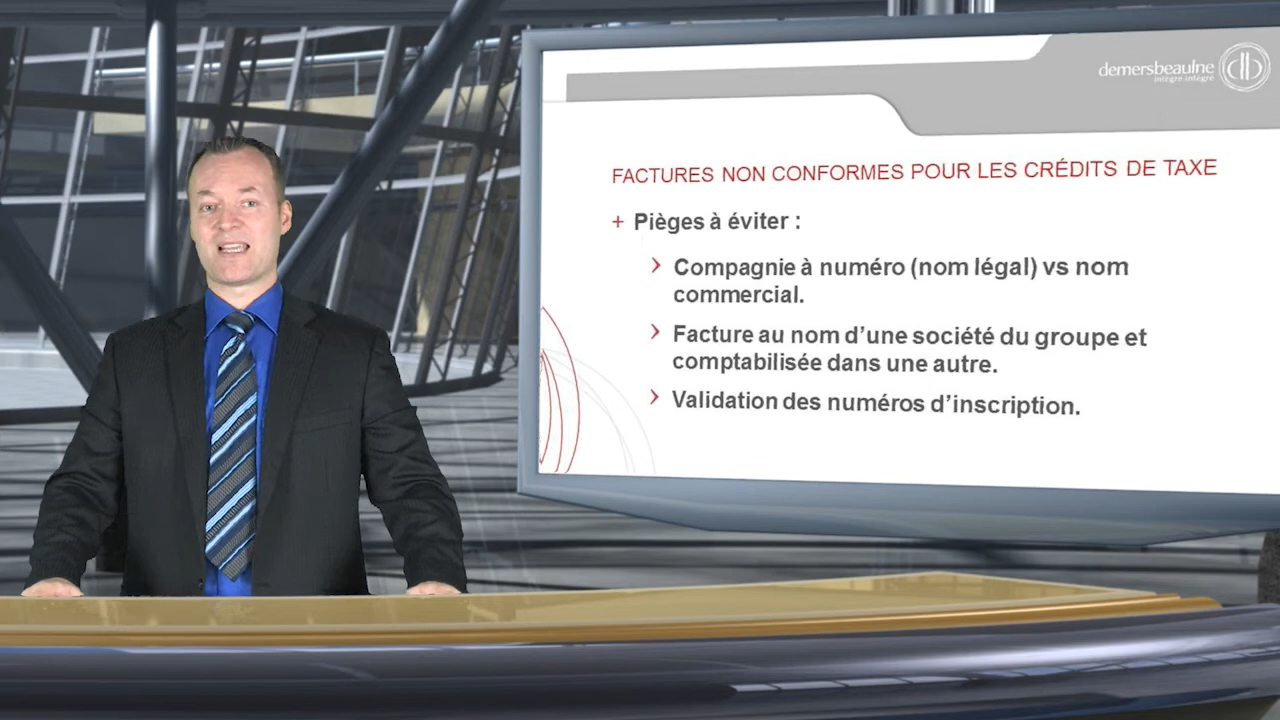 demersbeaulne
intègre.intégré
FACTURES NON CONFORMES POUR LES CRÉDITS DE TAXE
+ Pièges à éviter :
› Compagnie à numéro (nom légal) vs nom
commercial.
› Facture au nom d’une société du groupe et
comptabilisée dans une autre.
› Validation des numéros d’inscription.